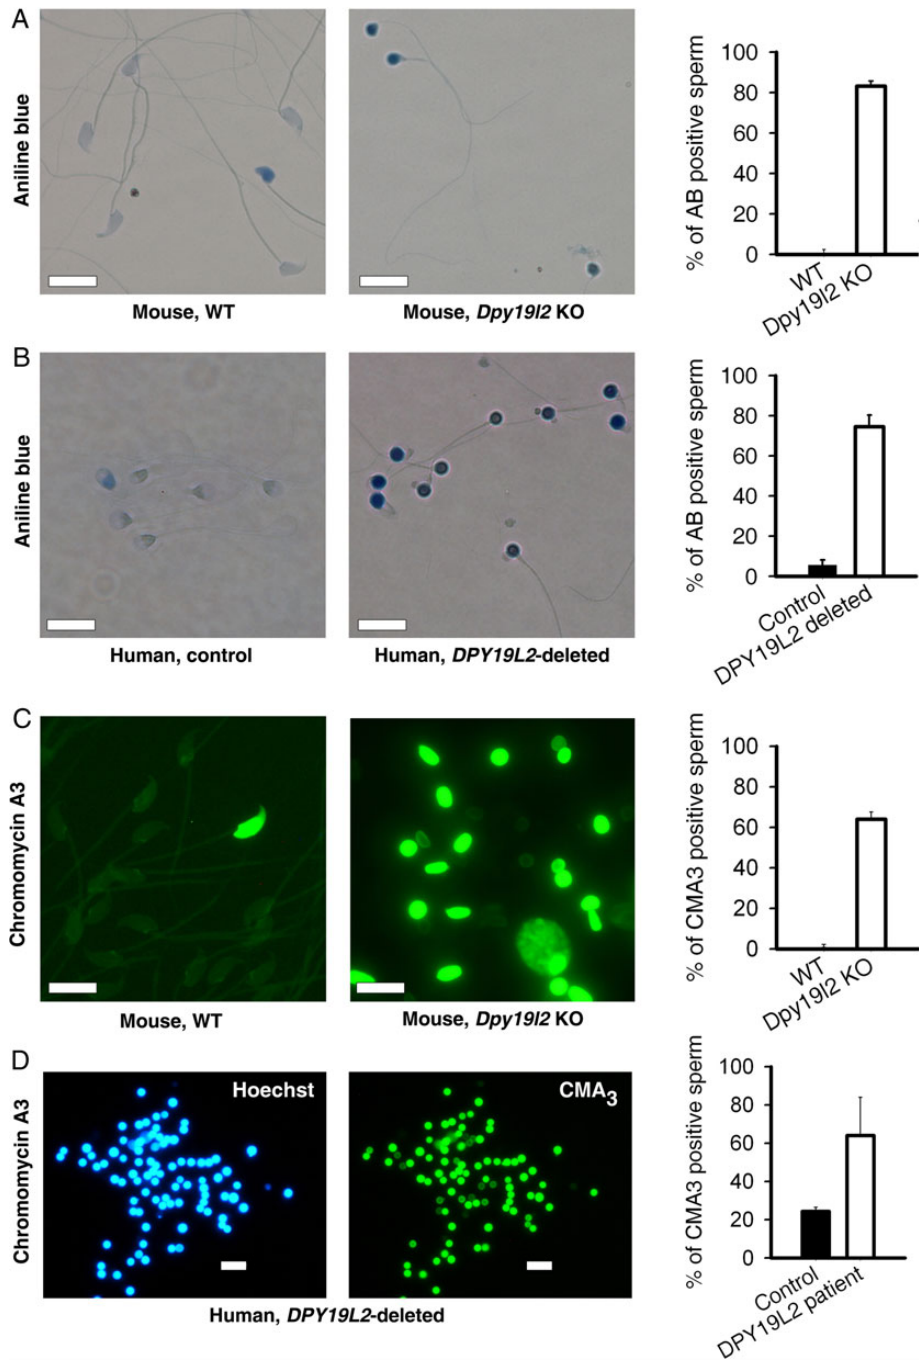 A
Aniline blue
Mouse, WT
Mouse, Dpy19l2 KO
% of AB positive sperm
100
80
60
40
20
0
WT
Dpy19l2 KO
B
Aniline blue
Human, control
Human, DPY19L2-deleted
% of AB positive sperm
100
80
60
40
20
0
Control
DPY19L2 deleted
C
Chromomycin A3
Mouse, WT
Mouse, Dpy19l2 KO
% of CMA3 positive sperm
100
80
60
40
20
0
WT
Dpy19l2 KO
D
Chromomycin A3
Hoechst
CMA3
Human, DPY19L2-deleted
% of CMA3 positive sperm
100
80
60
40
20
0
Control
DPY19L2 patient